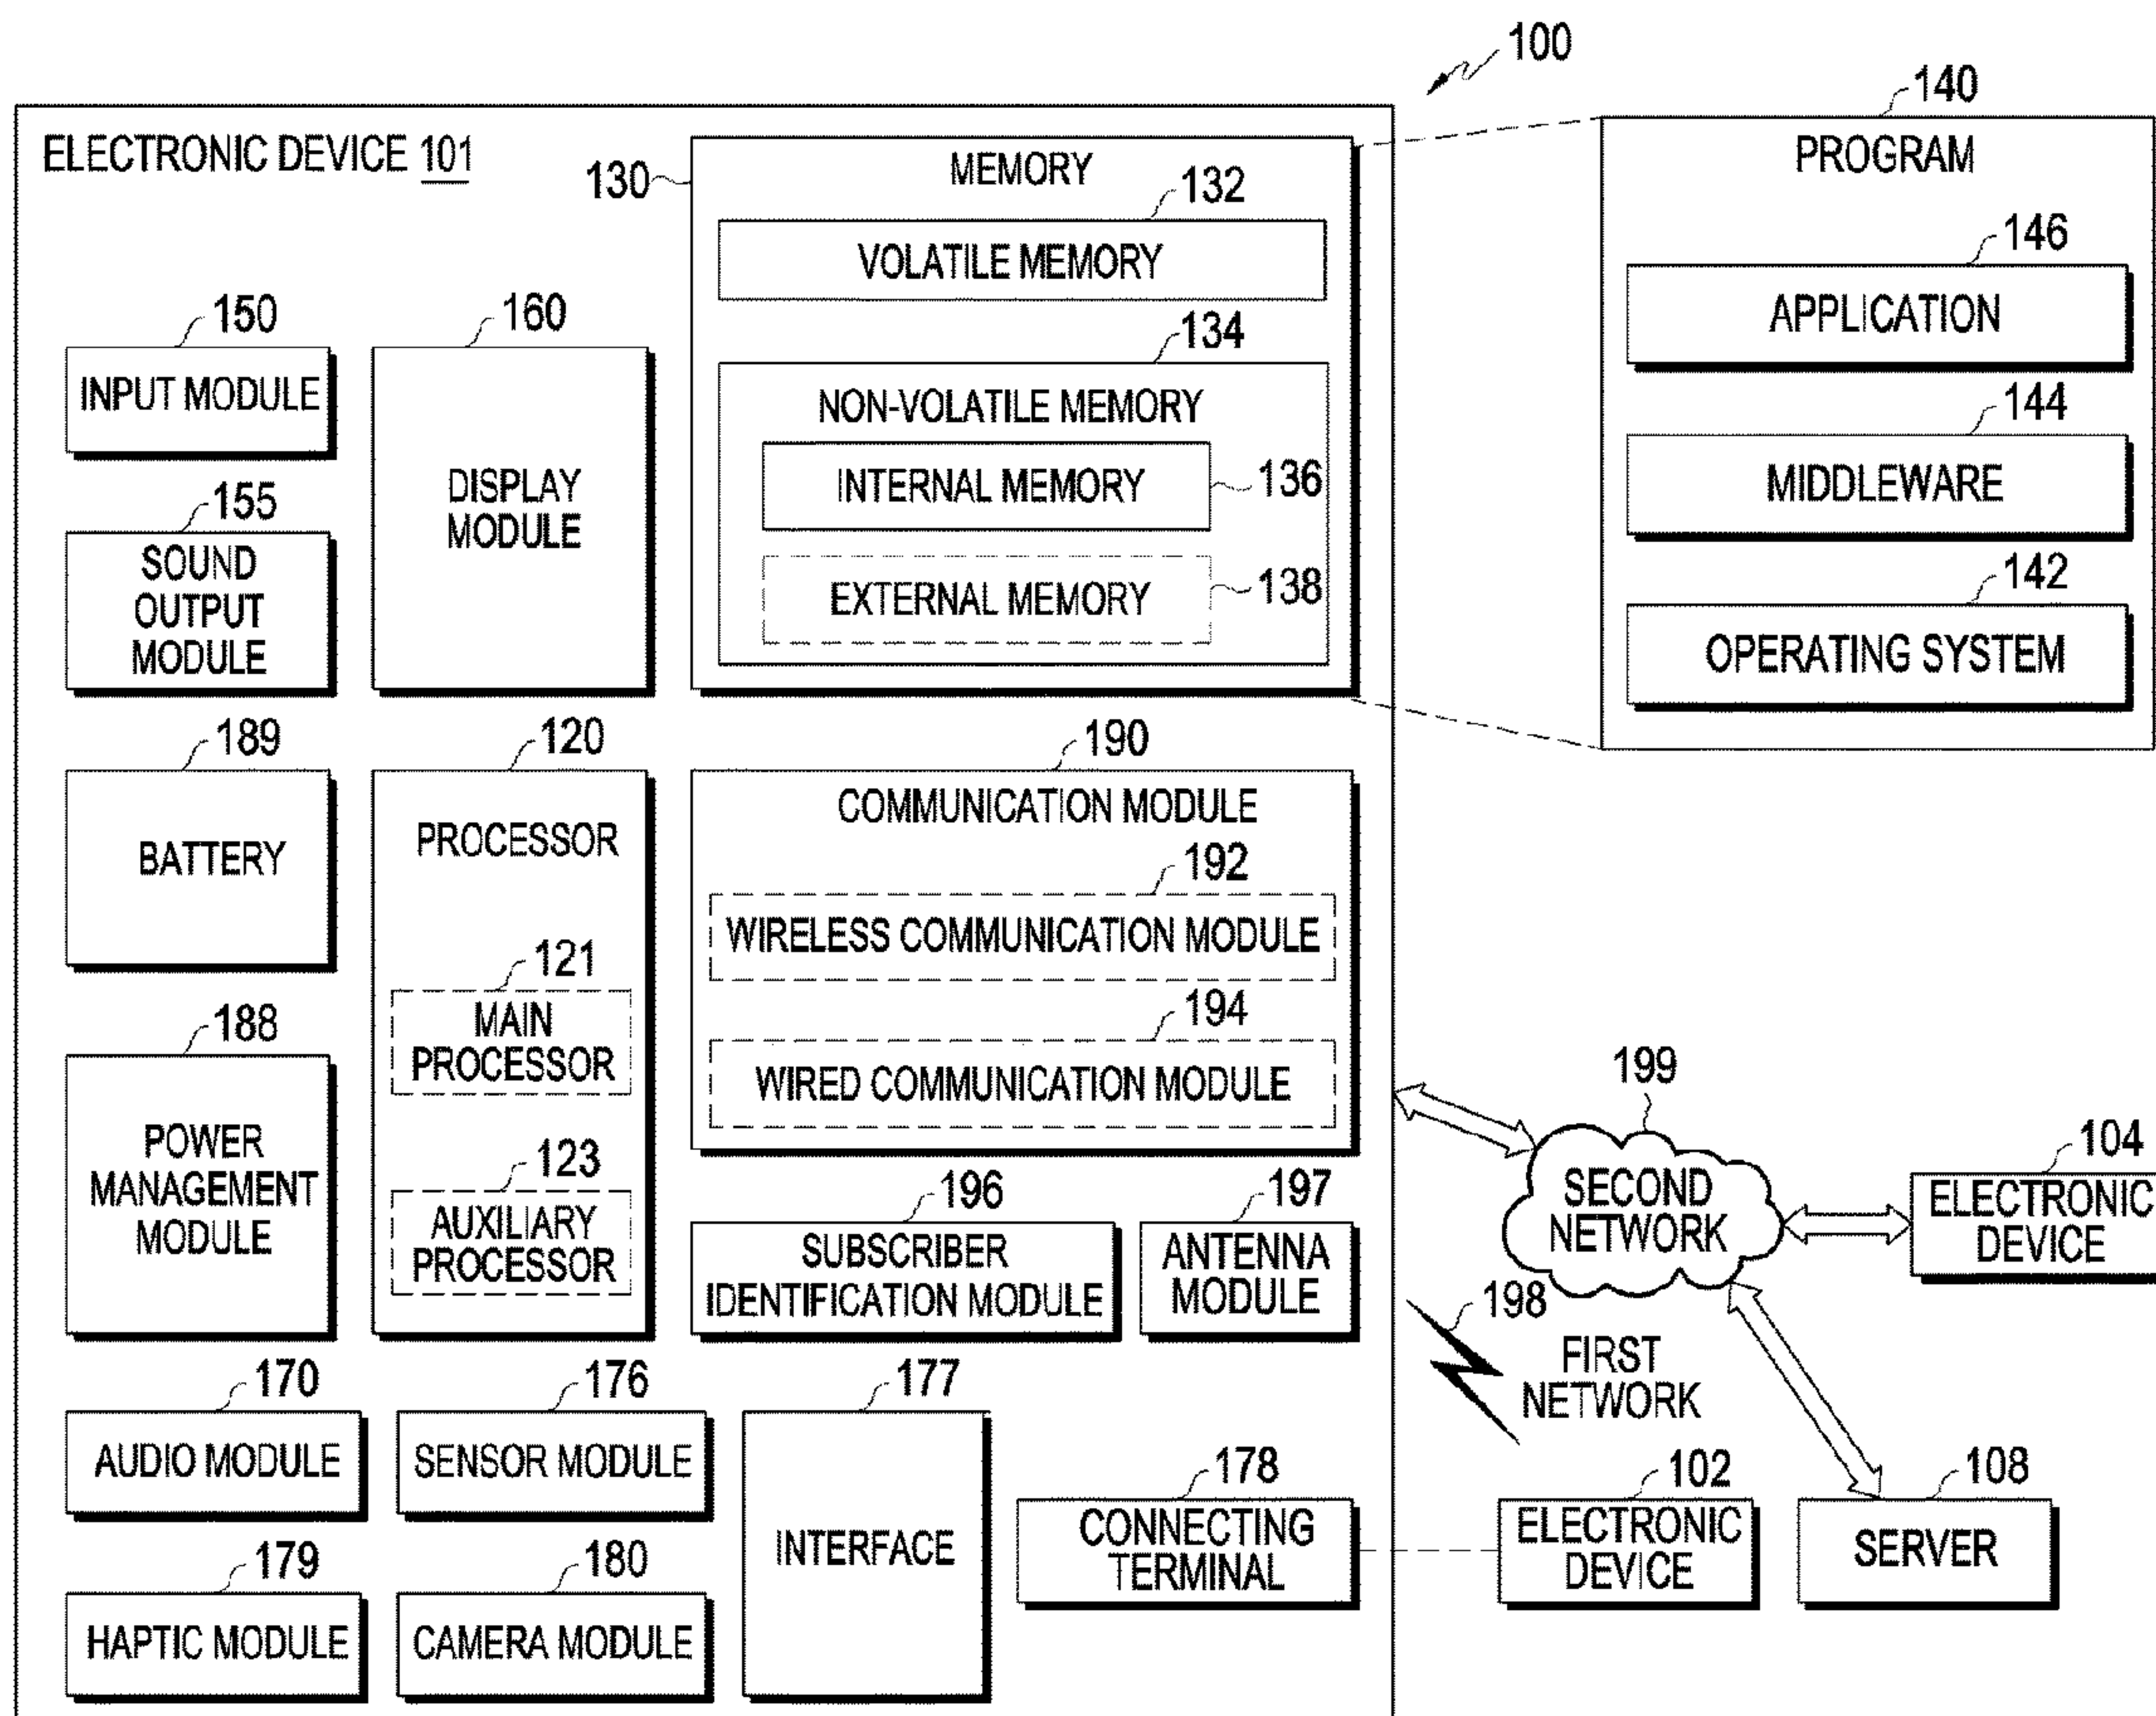 100
ELECTRONIC DEVICE 101
130
MEMORY
132
VOLATILE MEMORY
134
NON-VOLATILE MEMORY
INTERNAL MEMORY
136
EXTERNAL MEMORY
138
140
PROGRAM
146
APPLICATION
144
MIDDLEWARE
142
OPERATING SYSTEM
150
INPUT MODULE
160
DISPLAY
MODULE
155
SOUND
OUTPUT
MODULE
189
BATTERY
120
PROCESSOR
121
MAIN
PROCESSOR
123
AUXILIARY
PROCESSOR
190
COMMUNICATION MODULE
192
WIRELESS COMMUNICATION MODULE
194
WIRED COMMUNICATION MODULE
188
POWER
MANAGEMENT
MODULE
196
SUBSCRIBER
IDENTIFICATION MODULE
197
ANTENNA
MODULE
199
SECOND
NETWORK
104
ELECTRONIC
DEVICE
198
FIRST
NETWORK
170
AUDIO MODULE
176
SENSOR MODULE
177
INTERFACE
178
CONNECTING
TERMINAL
102
ELECTRONIC
DEVICE
108
SERVER
179
HAPTIC MODULE
180
CAMERA MODULE